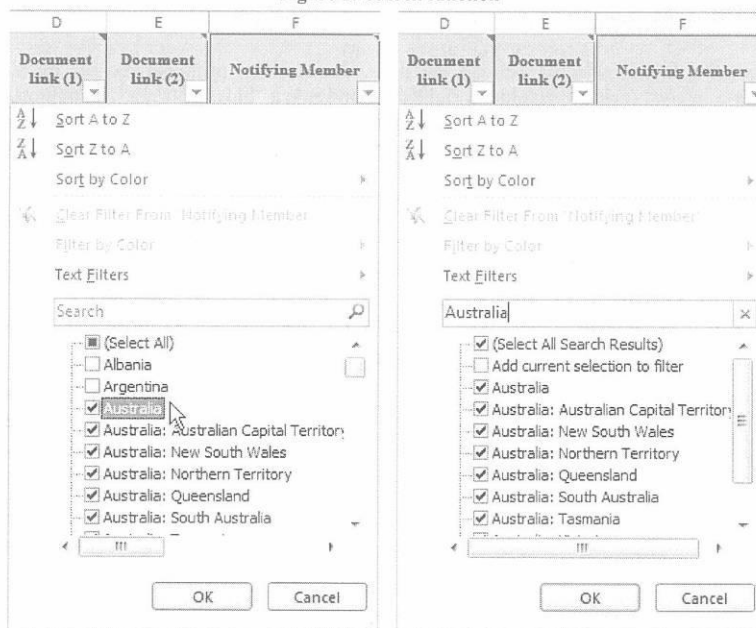 D E F
Document link (1) Document link (2) Notifying Member
Sort A to Z
Sort Z to A
Sort by Color
Clear Filter From "Notifying Member"
Filter by Color
Text Filters
Search
(Select All)
Albania
Argentina
Australia
Australia: Australian Capital Territory
Australia: New South Wales
Australia: Northern Territory
Australia: Queensland
Australia: South Australia
OK Cancel
D E F
Document link (1) Document link (2) Notifying Member
Sort A to Z
Sort Z to A
Sort by Color
Clear Filter From "Notifying Member"
Filter by Color
Text Filters
Australia
(Select All Search Results)
Add current selection to filter
Australia
Australia: Australian Capital Territory
Australia: New South Wales
Australia: Northern Territory
Australia: Queensland
Australia: South Australia
Australia: Tasmania
OK Cancel